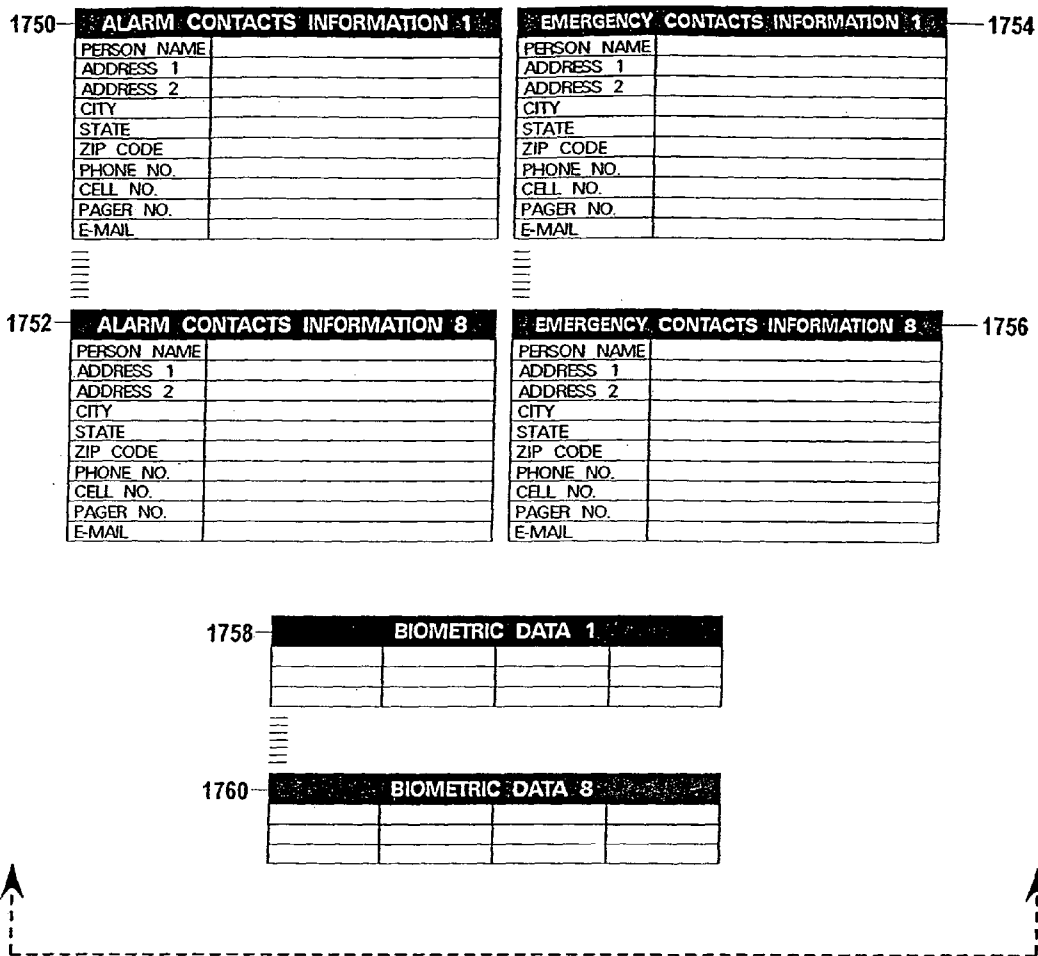 1750 ALARM CONTACTS INFORMATION 1
PERSON NAME
ADDRESS 1
ADDRESS 2
CITY
STATE
ZIP CODE
PHONE NO.
CELL NO.
PAGER NO.
E-MAIL
EMERGENCY CONTACTS INFORMATION 1 1754
PERSON NAME
ADDRESS 1
ADDRESS 2
CITY
STATE
ZIP CODE
PHONE NO.
CELL NO.
PAGER NO.
E-MAIL
1752 ALARM CONTACTS INFORMATION 8
PERSON NAME
ADDRESS 1
ADDRESS 2
CITY
STATE
ZIP CODE
PHONE NO.
CELL NO.
PAGER NO.
E-MAIL
EMERGENCY CONTACTS INFORMATION 8 1756
PERSON NAME
ADDRESS 1
ADDRESS 2
CITY
STATE
ZIP CODE
PHONE NO.
CELL NO.
PAGER NO.
E-MAIL
1758 BIOMETRIC DATA 1
1760 BIOMETRIC DATA 8